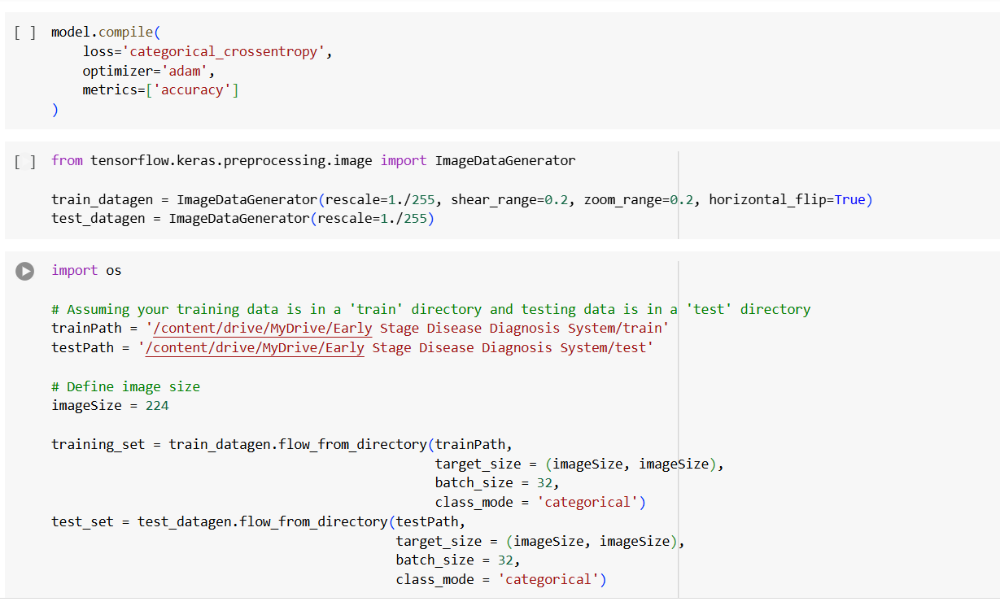 [ ] model.compile(
    loss='categorical_crossentropy',
    optimizer='adam',
    metrics=['accuracy']
)
[ ] from tensorflow.keras.preprocessing.image import ImageDataGenerator
train_datagen = ImageDataGenerator(rescale=1./255, shear_range=0.2, zoom_range=0.2, horizontal_flip=True)
test_datagen = ImageDataGenerator(rescale=1./255)
import os
# Assuming your training data is in a 'train' directory and testing data is in a 'test' directory
trainPath = '/content/drive/MyDrive/Early Stage Disease Diagnosis System/train'
testPath = '/content/drive/MyDrive/Early Stage Disease Diagnosis System/test'
# Define image size
imageSize = 224
training_set = train_datagen.flow_from_directory(trainPath,
                                                 target_size = (imageSize, imageSize),
                                                 batch_size = 32,
                                                 class_mode = 'categorical')
test_set = test_datagen.flow_from_directory(testPath,
                                            target_size = (imageSize, imageSize),
                                            batch_size = 32,
                                            class_mode = 'categorical')